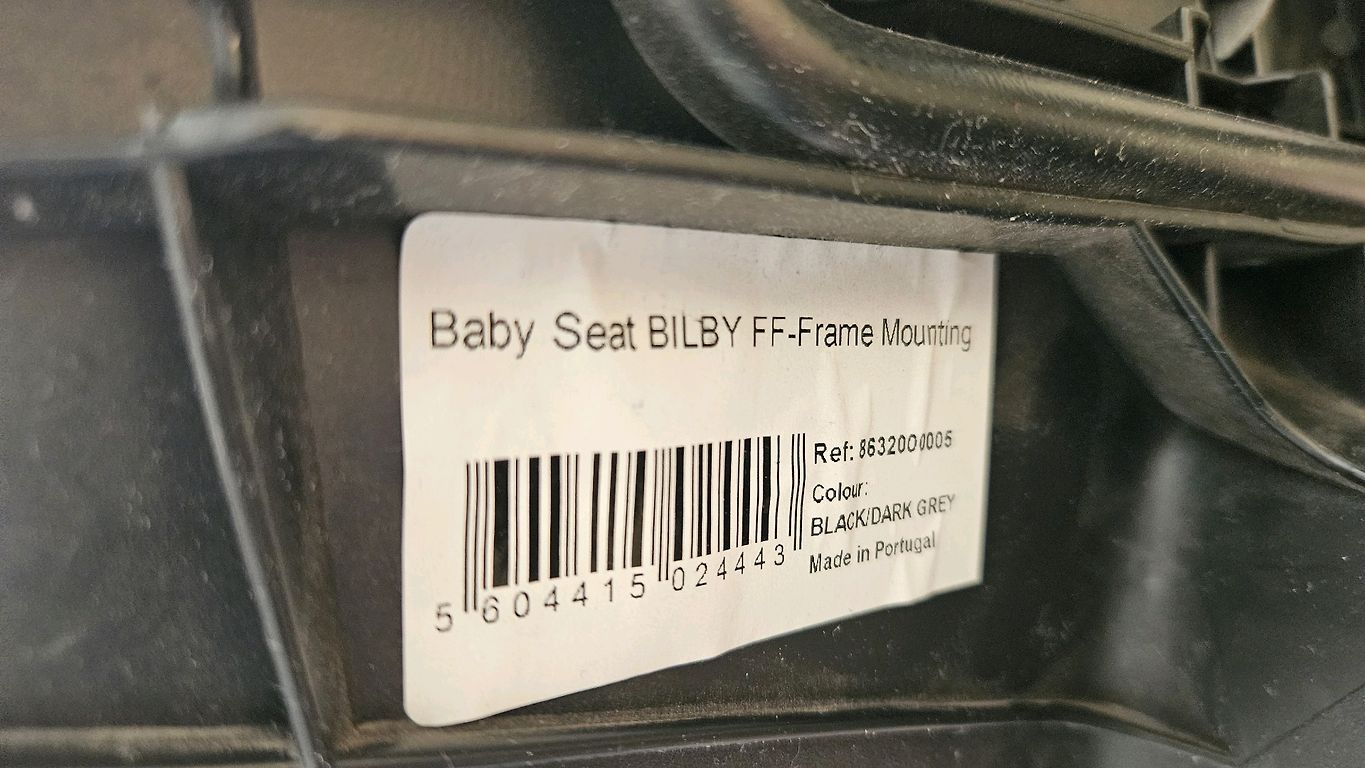 Baby Seat BILBY FF-Frame Mounting
Ref: 8632000005
Colour:
BLACK/DARK GREY
Made in Portugal
5 604415 024443